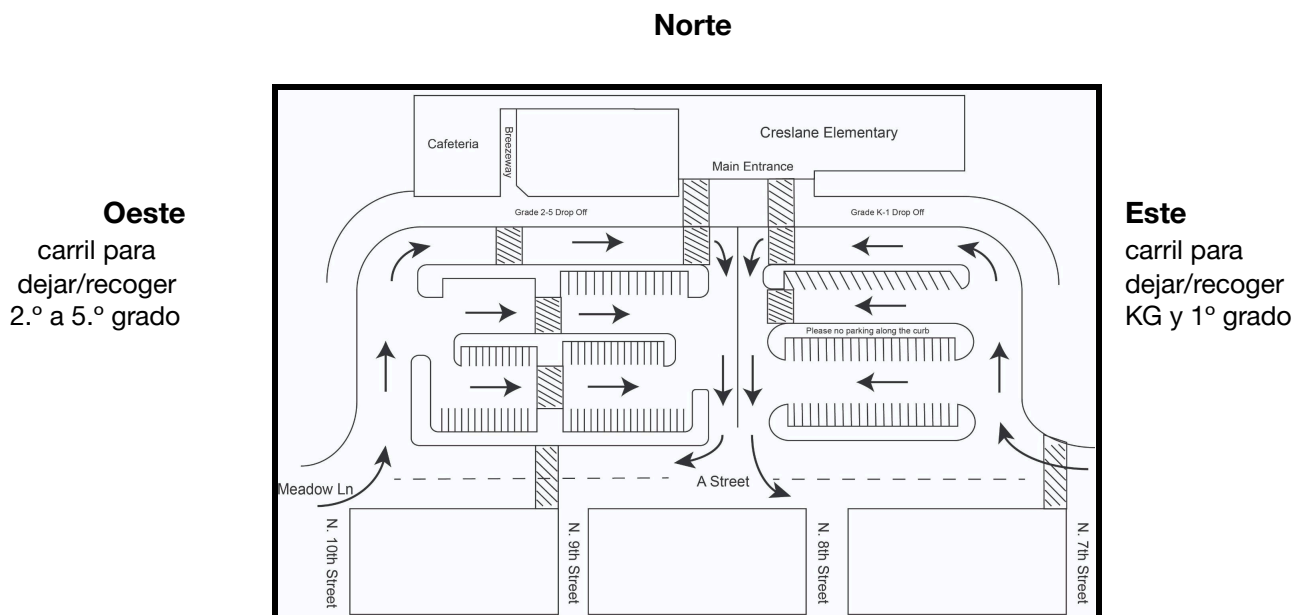 Norte
Oeste
carril para
dejar/recoger
2.º a 5.º grado
Cafeteria
Breezeway
Creslane Elementary
Main Entrance
Grade 2-5 Drop Off
Grade K-1 Drop Off
Please no parking along the curb
Meadow Ln
A Street
N. 10th Street
N. 9th Street
N. 8th Street
N. 7th Street
Este
carril para
dejar/recoger
KG y 1º grado